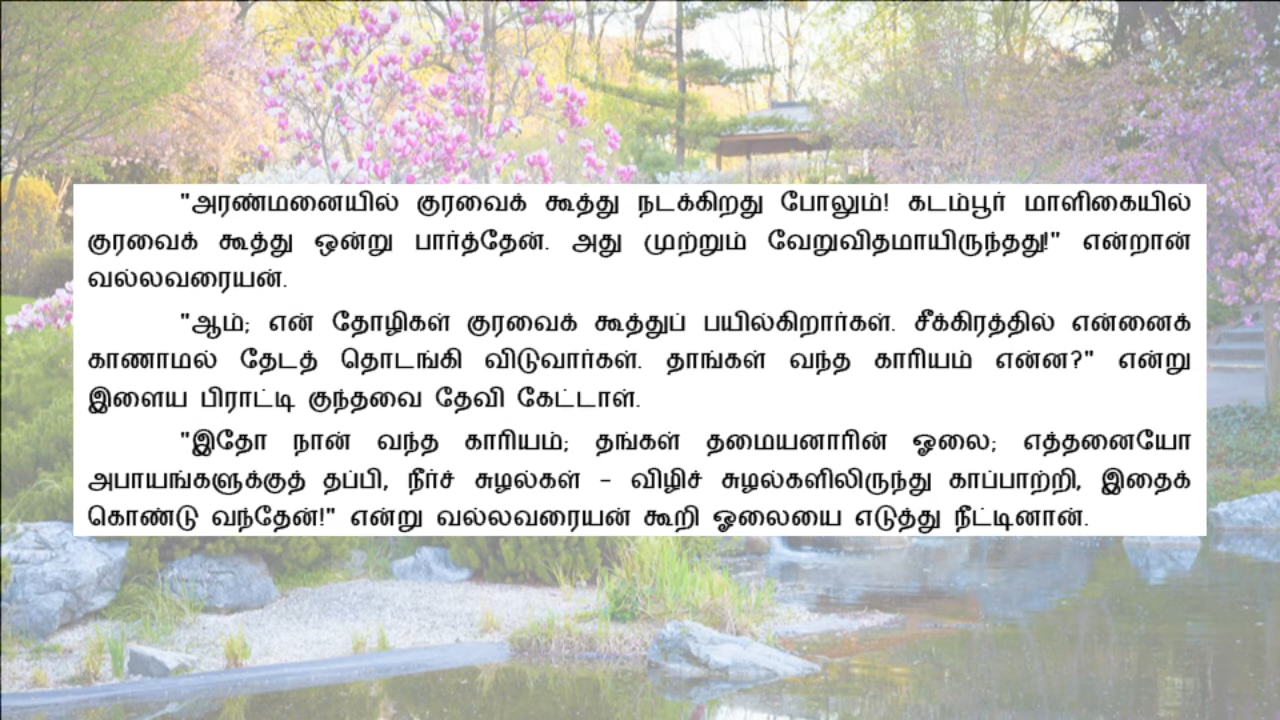 "அரண்மனையில் குரவைக் கூத்து நடக்கிறது போலும்! கடம்பூர் மாளிகையில்
குரவைக் கூத்து ஒன்று பார்த்தேன். அது முற்றும் வேறுவிதமாயிருந்தது!" என்றான்
வல்லவரையன்.
"ஆம்; என் தோழிகள் குரவைக் கூத்துப் பயில்கிறார்கள். சீக்கிரத்தில் என்னைக்
காணாமல் தேடத் தொடங்கி விடுவார்கள். தாங்கள் வந்த காரியம் என்ன?" என்று
இளைய பிராட்டி குந்தவை தேவி கேட்டாள்.
"இதோ நான் வந்த காரியம்; தங்கள் தமையனாரின் ஓலை; எத்தனையோ
அபாயங்களுக்குத் தப்பி, நீர்ச் சுழல்கள் – விழிச் சுழல்களிலிருந்து காப்பாற்றி, இதைக்
கொண்டு வந்தேன்!" என்று வல்லவரையன் கூறி ஓலையை எடுத்து நீட்டினான்.